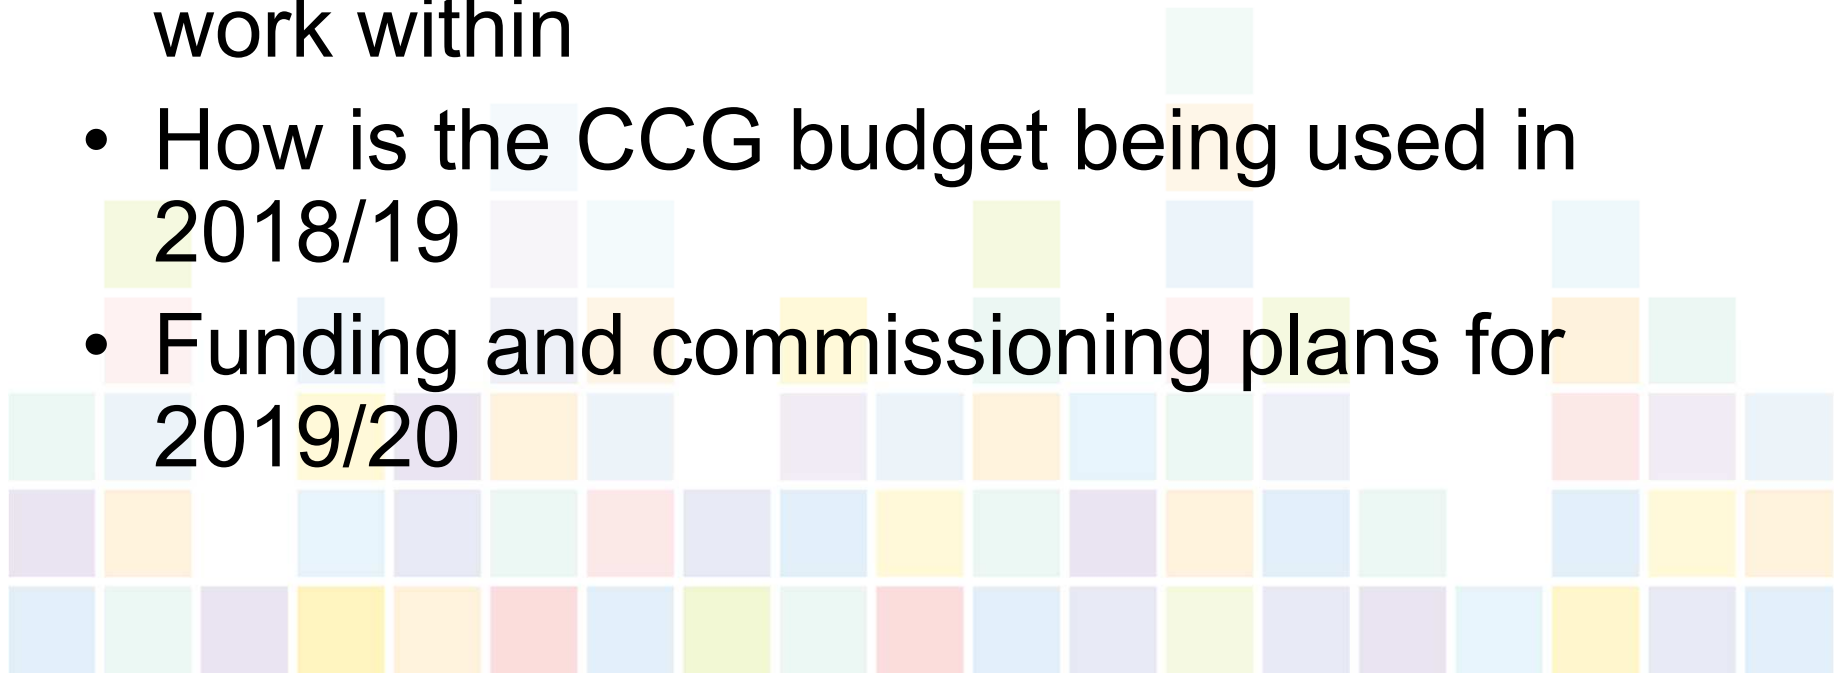 work within
• How is the CCG budget being used in
2018/19
• Funding and commissioning plans for
2019/20